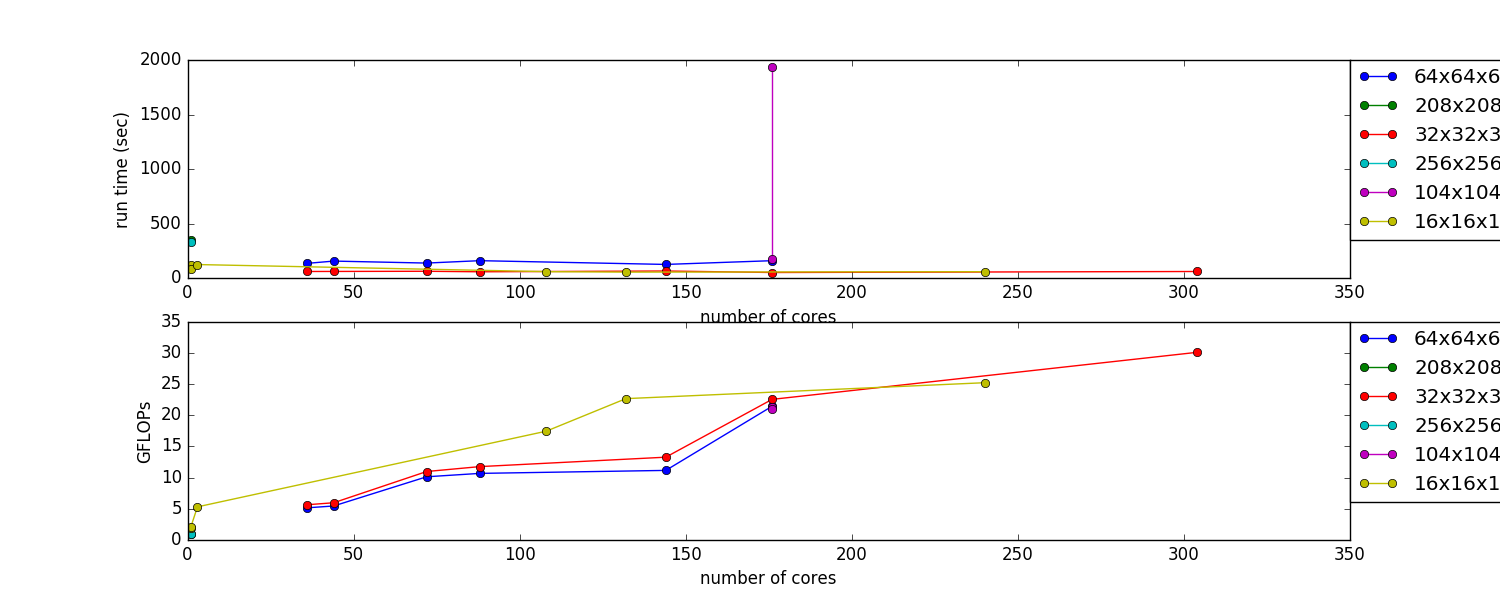 2000
1500
1000
500
0
run time (sec)
0 50 100 150 200 250 300 350
number of cores
64x64x6
208x208
32x32x3
256x256
104x104
16x16x1
35
30
25
20
15
10
5
0
GFLOPs
0 50 100 150 200 250 300 350
number of cores
64x64x6
208x208
32x32x3
256x256
104x104
16x16x1